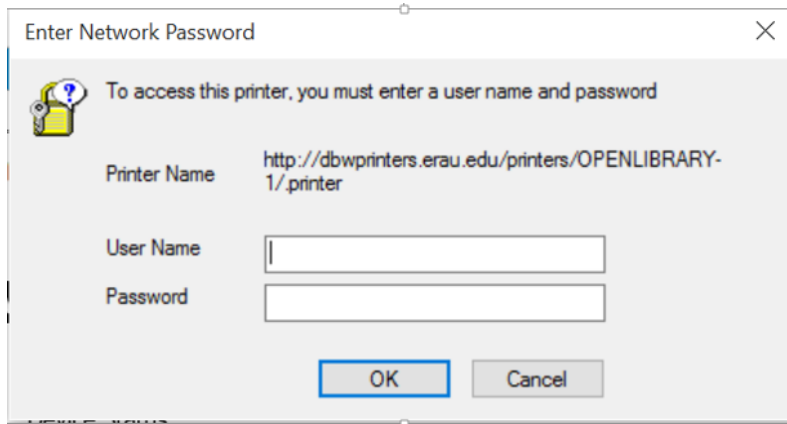 Enter Network Password
To access this printer, you must enter a user name and password
Printer Name
http://dbwprinters.erau.edu/printers/OPENLIBRARY-
1/.printer
User Name
Password
OK
Cancel